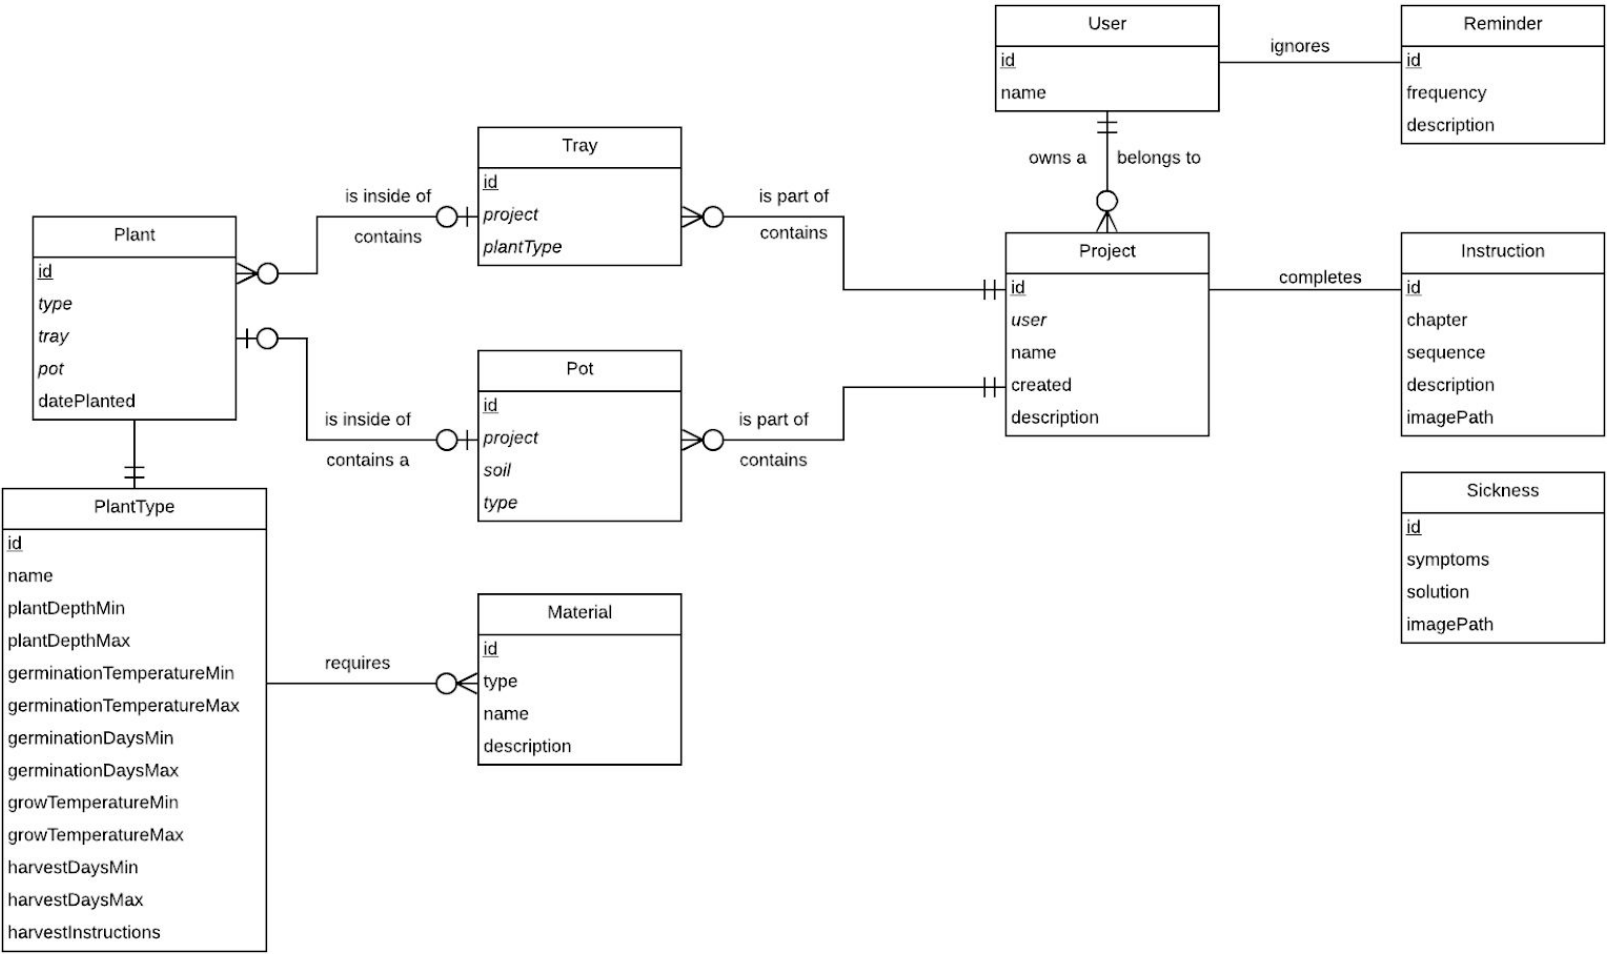 User
id
name
ignores
Reminder
id
frequency
description
owns a
belongs to
Tray
id
project
plantType
is inside of
contains
is part of
contains
Plant
id
type
tray
pot
datePlanted
Project
id
user
name
created
description
completes
Instruction
id
chapter
sequence
description
imagePath
Pot
id
project
soil
type
is inside of
contains a
is part of
contains
Sickness
id
symptoms
solution
imagePath
PlantType
id
name
plantDepthMin
plantDepthMax
germinationTemperatureMin
germinationTemperatureMax
germinationDaysMin
germinationDaysMax
growTemperatureMin
growTemperatureMax
harvestDaysMin
harvestDaysMax
harvestInstructions
requires
Material
id
type
name
description